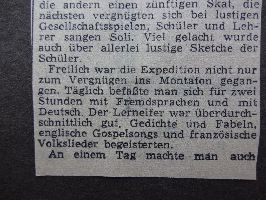 die andern einen zünftigen Skat, die
nächsten vergnügten sich bei lustigen
Gesellschaftsspielen, Schüler und Leh-
rer sangen Soli. Viel gelacht wurde
auch über allerlei lustige Sketche der
Schüler.
Freilich war die Expedition nicht nur
zum Vergnügen ins Montafon gegan-
gen. Täglich befaßte man sich für zwei
Stunden mit Fremdsprachen und mit
Deutsch. Der Lerneifer war überdurch-
schnittlich gut, Gedichte und Fabeln,
englische Gospelsongs und französische
Volkslieder begeisterten.
An einem Tag machte man auch